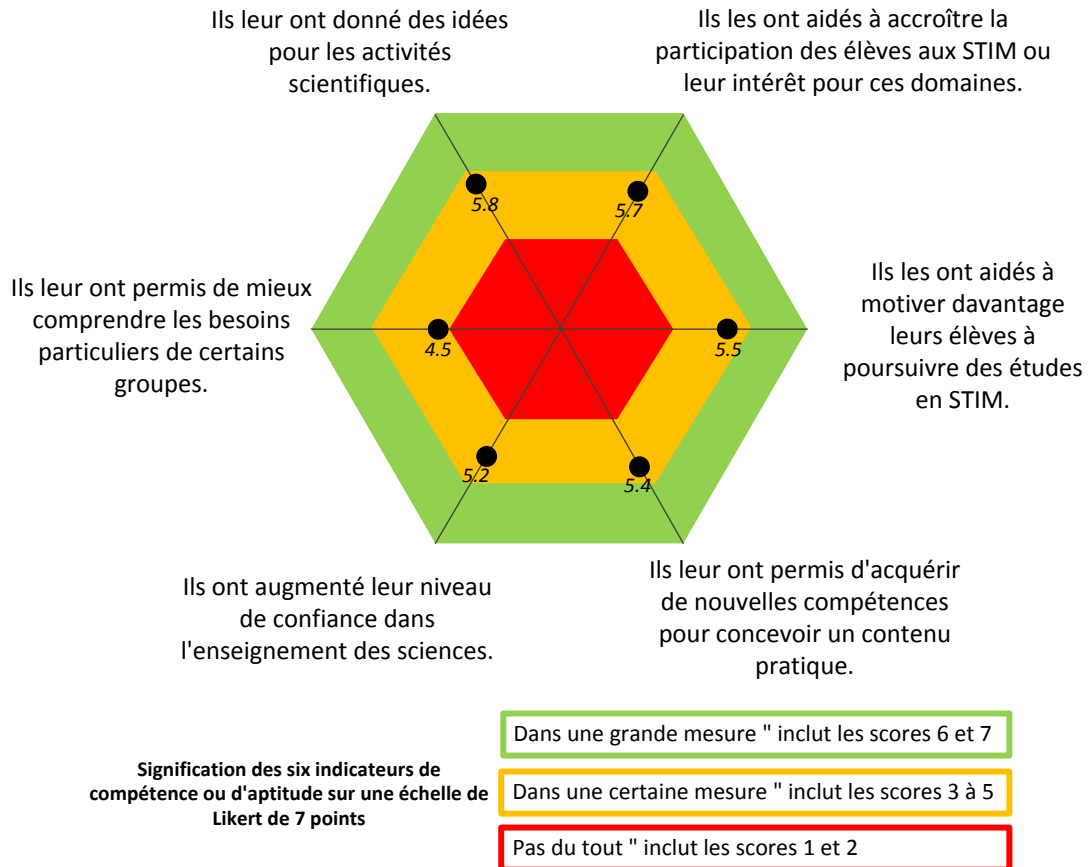 Ils leur ont donné des idées
pour les activités
scientifiques.
Ils les ont aidés à accroître la
participation des élèves aux STIM ou
leur intérêt pour ces domaines.
5.8
5.7
Ils leur ont permis de mieux
comprendre les besoins
particuliers de certains
groupes.
4.5
5.5
Ils les ont aidés à
motiver davantage
leurs élèves à
poursuivre des études
en STIM.
5.2
5.4
Ils ont augmenté leur niveau
de confiance dans
l'enseignement des sciences.
Ils leur ont permis d'acquérir
de nouvelles compétences
pour concevoir un contenu
pratique.
Signification des six indicateurs de
compétence ou d'aptitude sur une échelle de
Likert de 7 points
Dans une grande mesure " inclut les scores 6 et 7
Dans une certaine mesure " inclut les scores 3 à 5
Pas du tout " inclut les scores 1 et 2